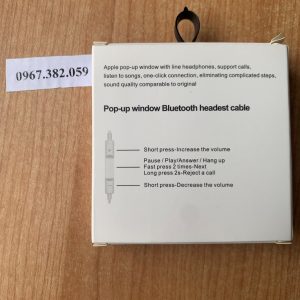 0967.382.059
Apple pop-up window with line headphones, support calls,
listen to songs, one-click connection, eliminating complicated steps,
sound quality comparable to original
Pop-up window Bluetooth headest cable
Short press-Increase the volume
Pause / Play/Answer / Hang up
Fast press 2 times-Next
Long press 2s-Reject a call
Short press-Decrease the volume